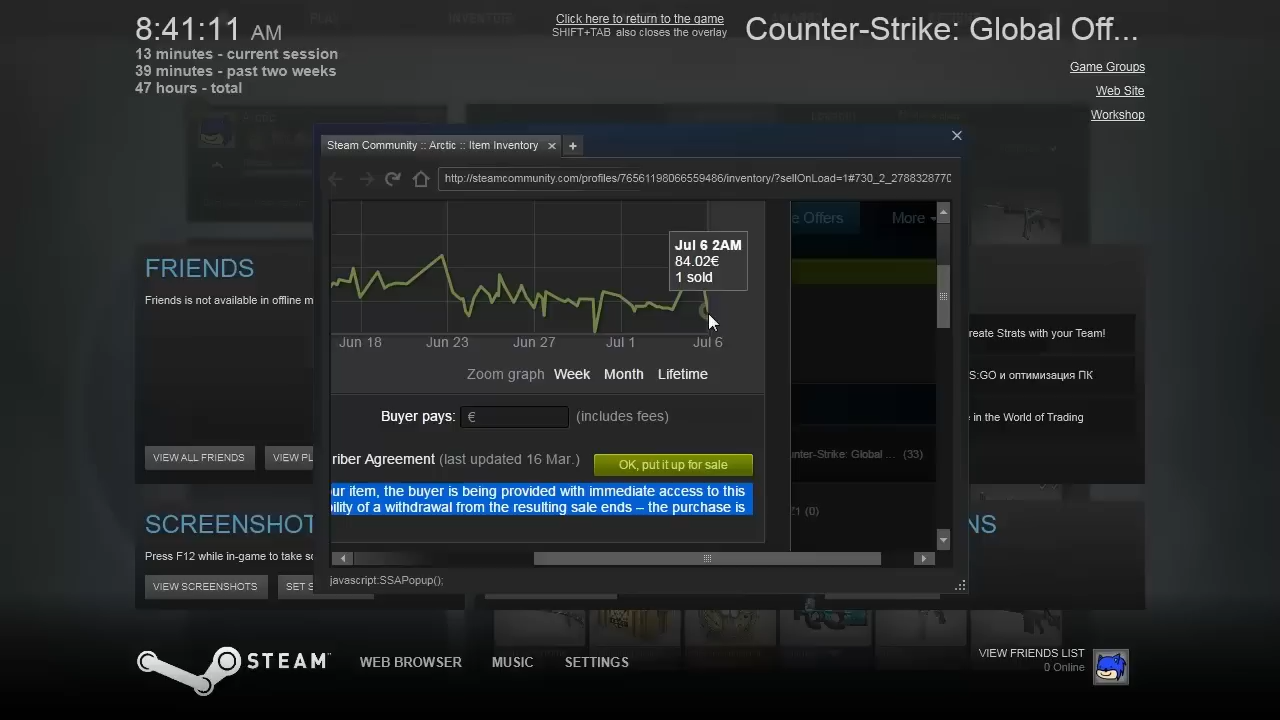 8:41:11 AM
13 minutes - current session
39 minutes - past two weeks
47 hours - total
Click here to return to the game
SHIFT+TAB also closes the overlay
Counter-Strike: Global Off...
Game Groups
Web Site
Workshop
Steam Community :: Arctic :: Item Inventory
http://steamcommunity.com/profiles/76561198066559486/inventory/?sellOnLoad=1#730_2_2788328770
e Offers
More
Jul 6 2AM
84.02€
1 sold
Jun 18
Jun 23
Jun 27
Jul 1
Jul 6
Zoom graph Week Month Lifetime
Buyer pays: € (includes fees)
riber Agreement (last updated 16 Mar.)
OK, put it up for sale
our item, the buyer is being provided with immediate access to this
bility of a withdrawal from the resulting sale ends – the purchase is
unter-Strike: Global ... (33)
Z1 (0)
javascript:SSAPopup();
FRIENDS
Friends is not available in offline m
VIEW ALL FRIENDS
VIEW PL
reate Strats with your Team!
S:GO и оптимизация ПК
e in the World of Trading
SCREENSHOT
Press F12 while in-game to take sc
VIEW SCREENSHOTS
SET S
NS
STEAM
WEB BROWSER
MUSIC
SETTINGS
VIEW FRIENDS LIST
0 Online